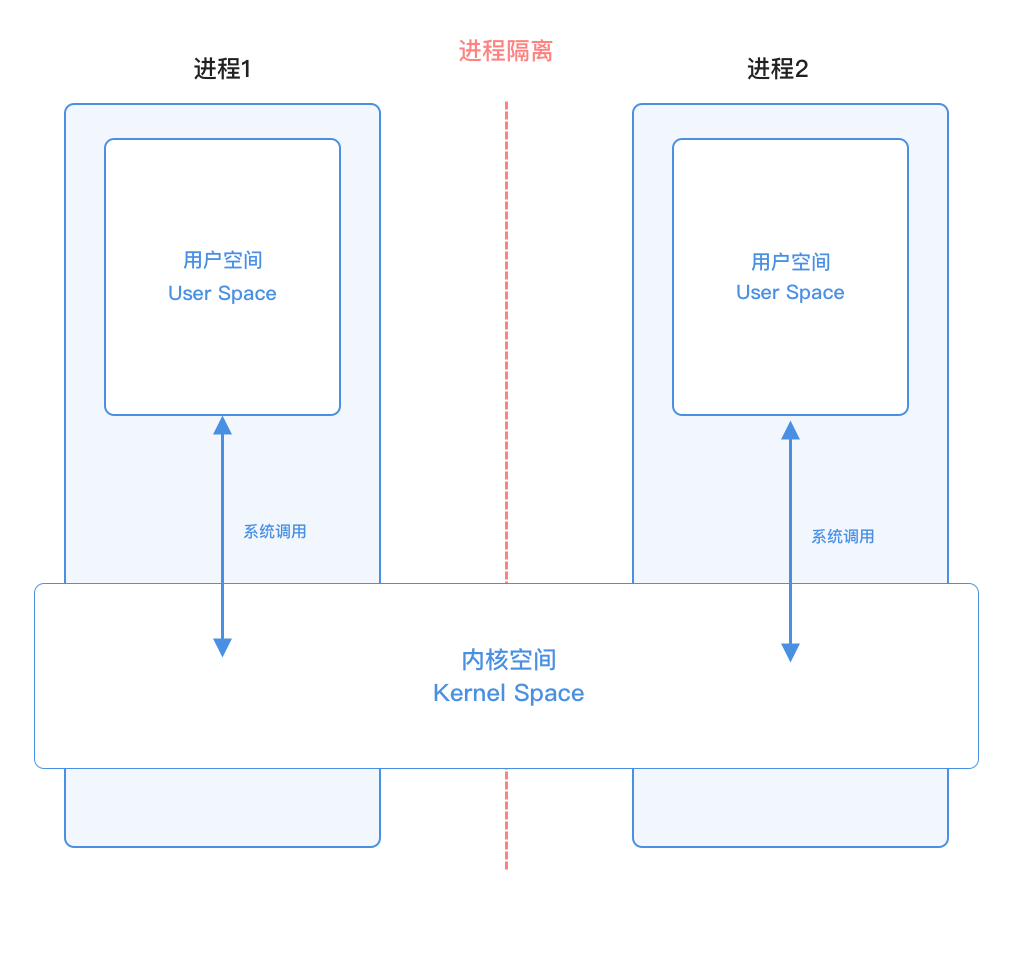 进程隔离
进程1
进程2
用户空间
User Space
用户空间
User Space
系统调用
系统调用
内核空间
Kernel Space